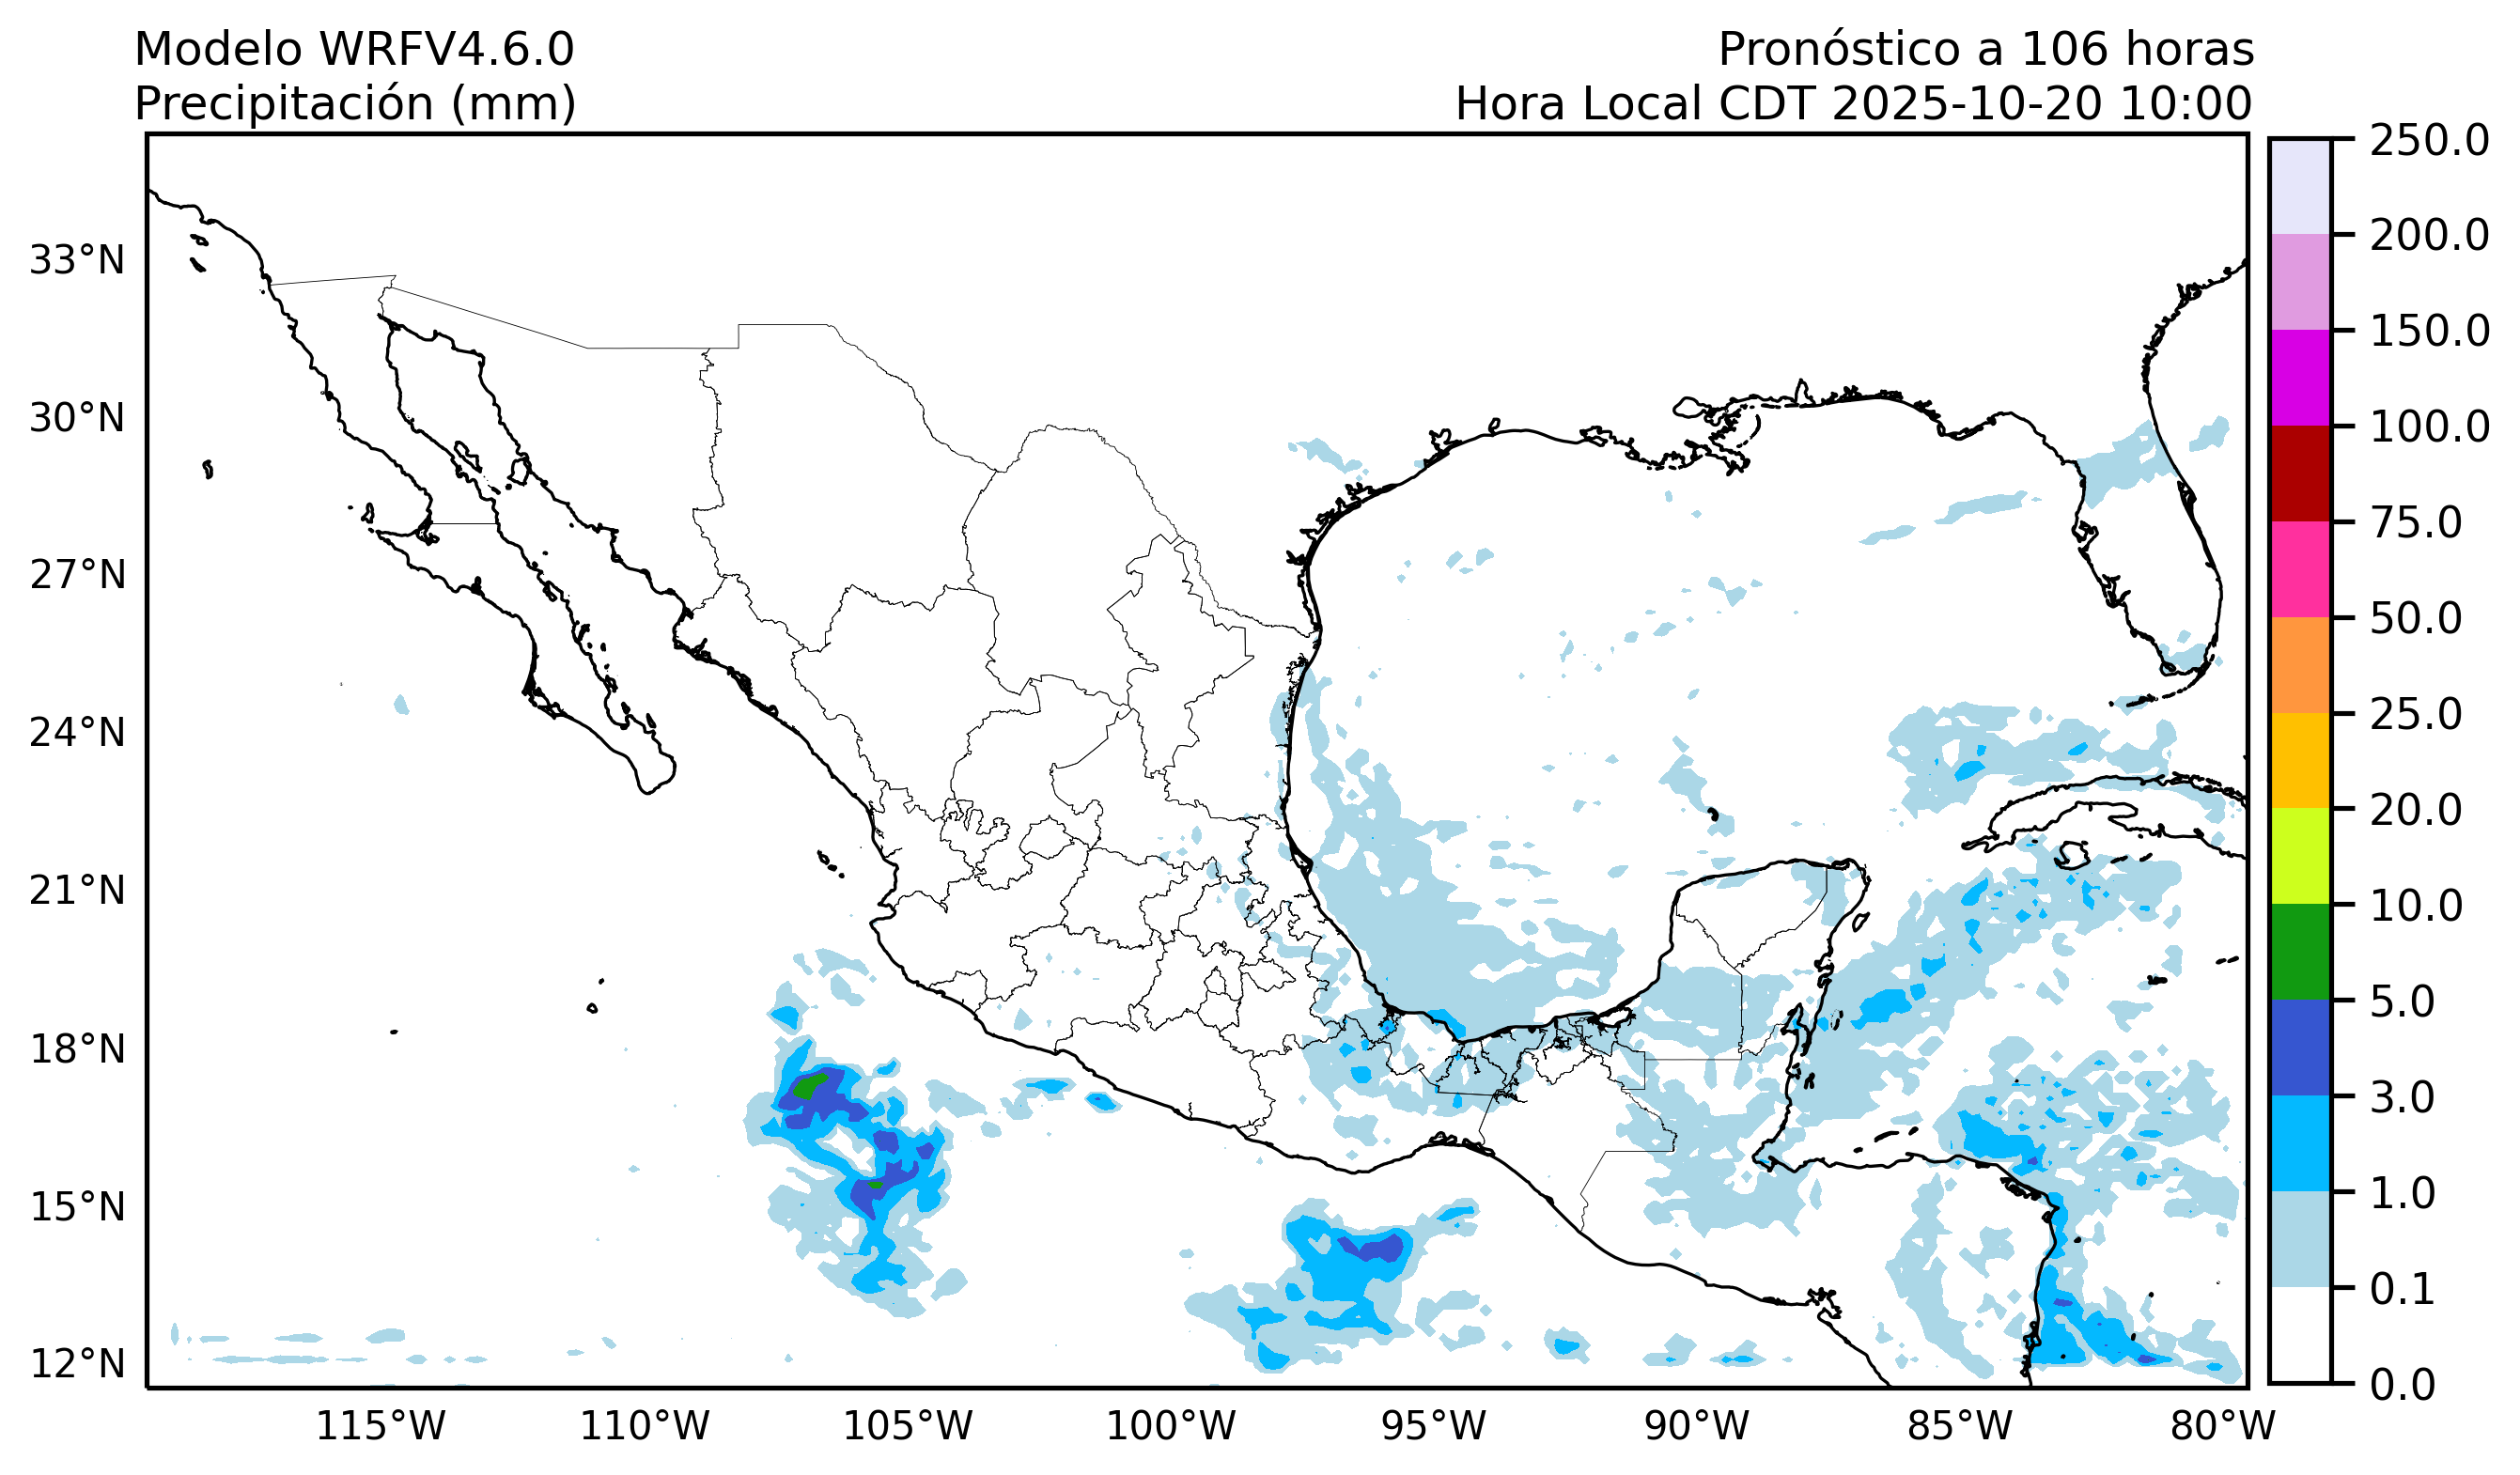 Modelo WRFV4.6.0
Precipitación (mm)
Pronóstico a 106 horas
Hora Local CDT 2025-10-20 10:00
33°N
30°N
27°N
24°N
21°N
18°N
15°N
12°N
115°W
110°W
105°W
100°W
95°W
90°W
85°W
80°W
250.0
200.0
150.0
100.0
75.0
50.0
25.0
20.0
10.0
5.0
3.0
1.0
0.1
0.0